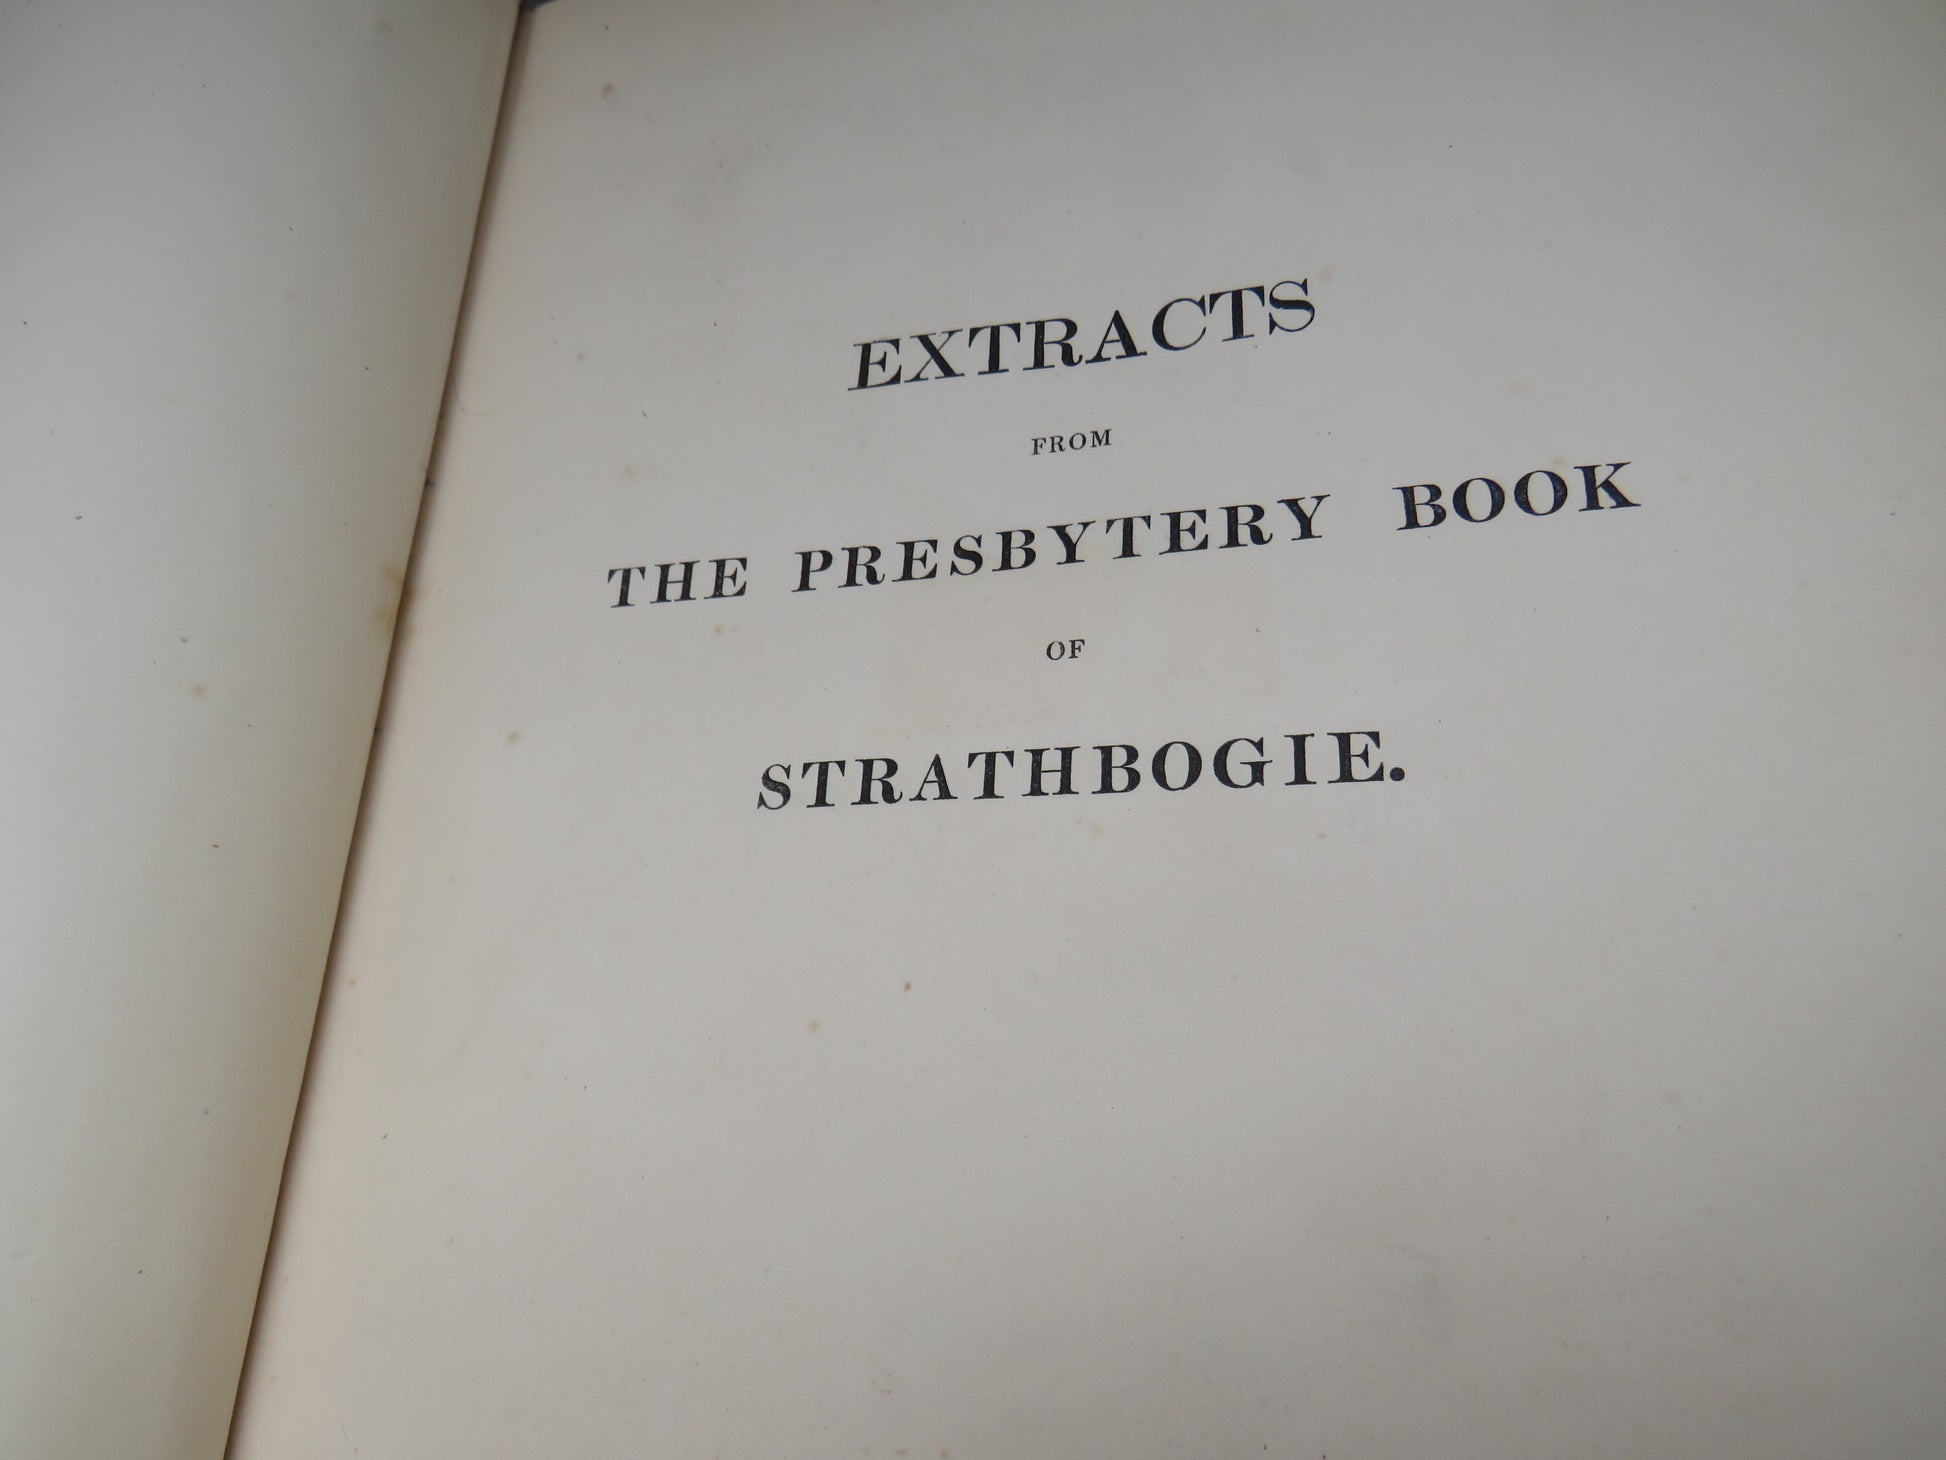 EXTRACTS
FROM
THE PRESBYTERY BOOK
OF
STRATHBOGIE.